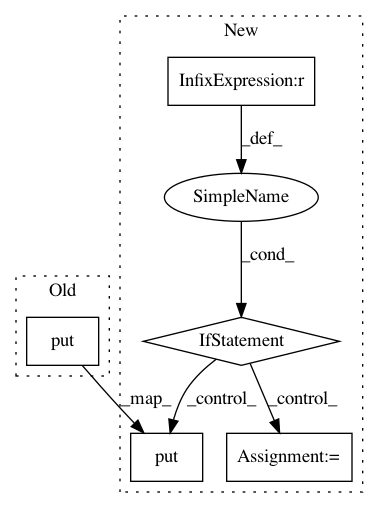 New
InfixExpression:r
_def_
SimpleName
_cond_
Old
IfStatement
put
_map_
_control_
_control_
put
Assignment:=